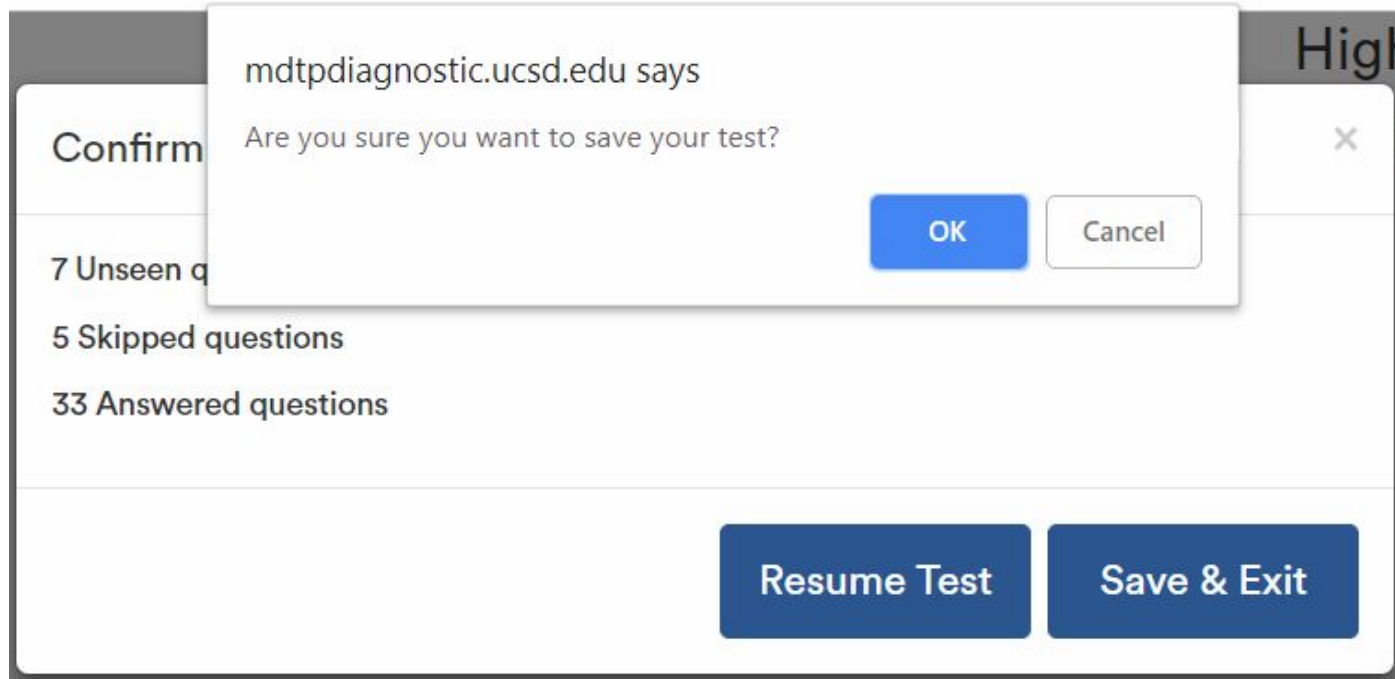 High
mdtpdiagnostic.ucsd.edu says
Confirm
Are you sure you want to save your test?
×
OK
Cancel
7 Unseen q
5 Skipped questions
33 Answered questions
Resume Test
Save & Exit